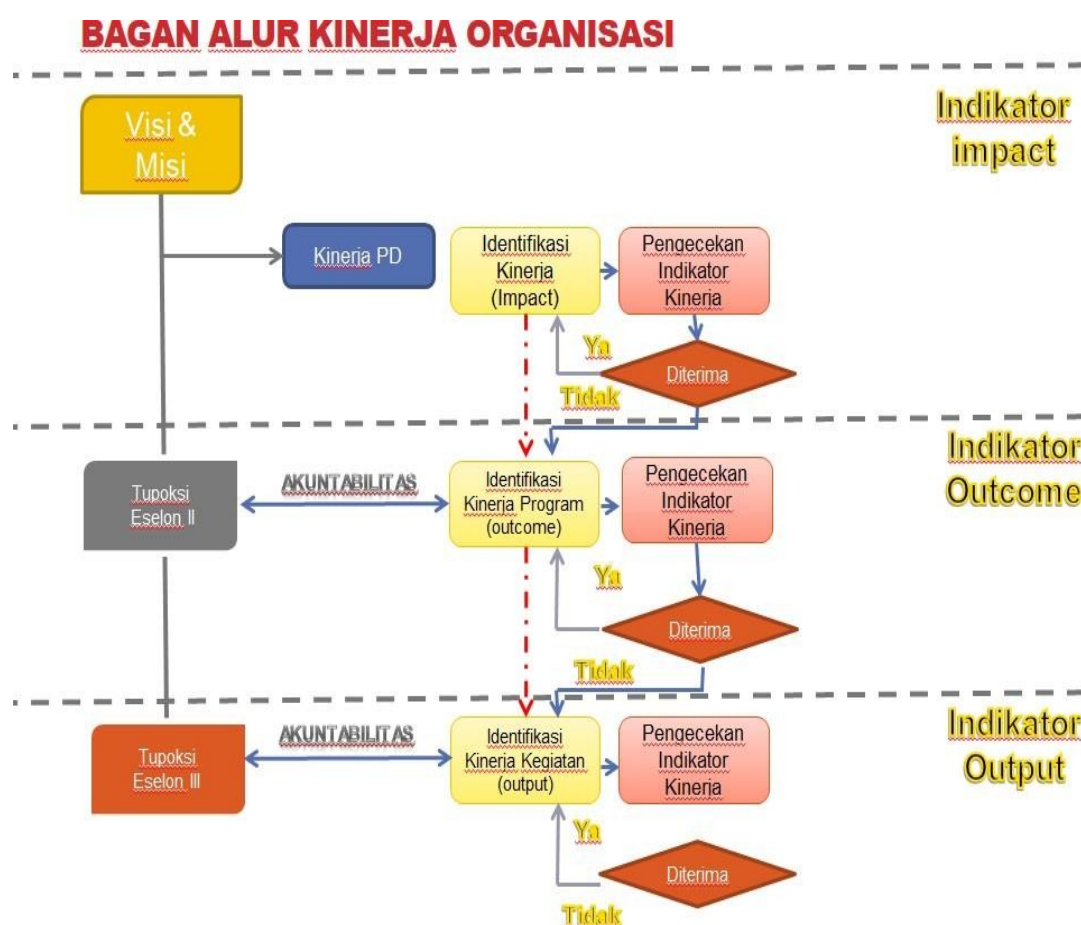 BAGAN ALUR KINERJA ORGANISASI
Indikator
impact
Visi &
Misi
Kinerja PD
Identifikasi
Kinerja
(Impact)
Pengecekan
Indikator
Kinerja
Ya
Diterima
Tidak
Indikator
Outcome
Tupoksi
Eselon II
AKUNTABILITAS
Identifikasi
Kinerja Program
(outcome)
Pengecekan
Indikator
Kinerja
Ya
Diterima
Tidak
Indikator
Output
Tupoksi
Eselon III
AKUNTABILITAS
Identifikasi
Kinerja Kegiatan
(output)
Pengecekan
Indikator
Kinerja
Ya
Diterima
Tidak